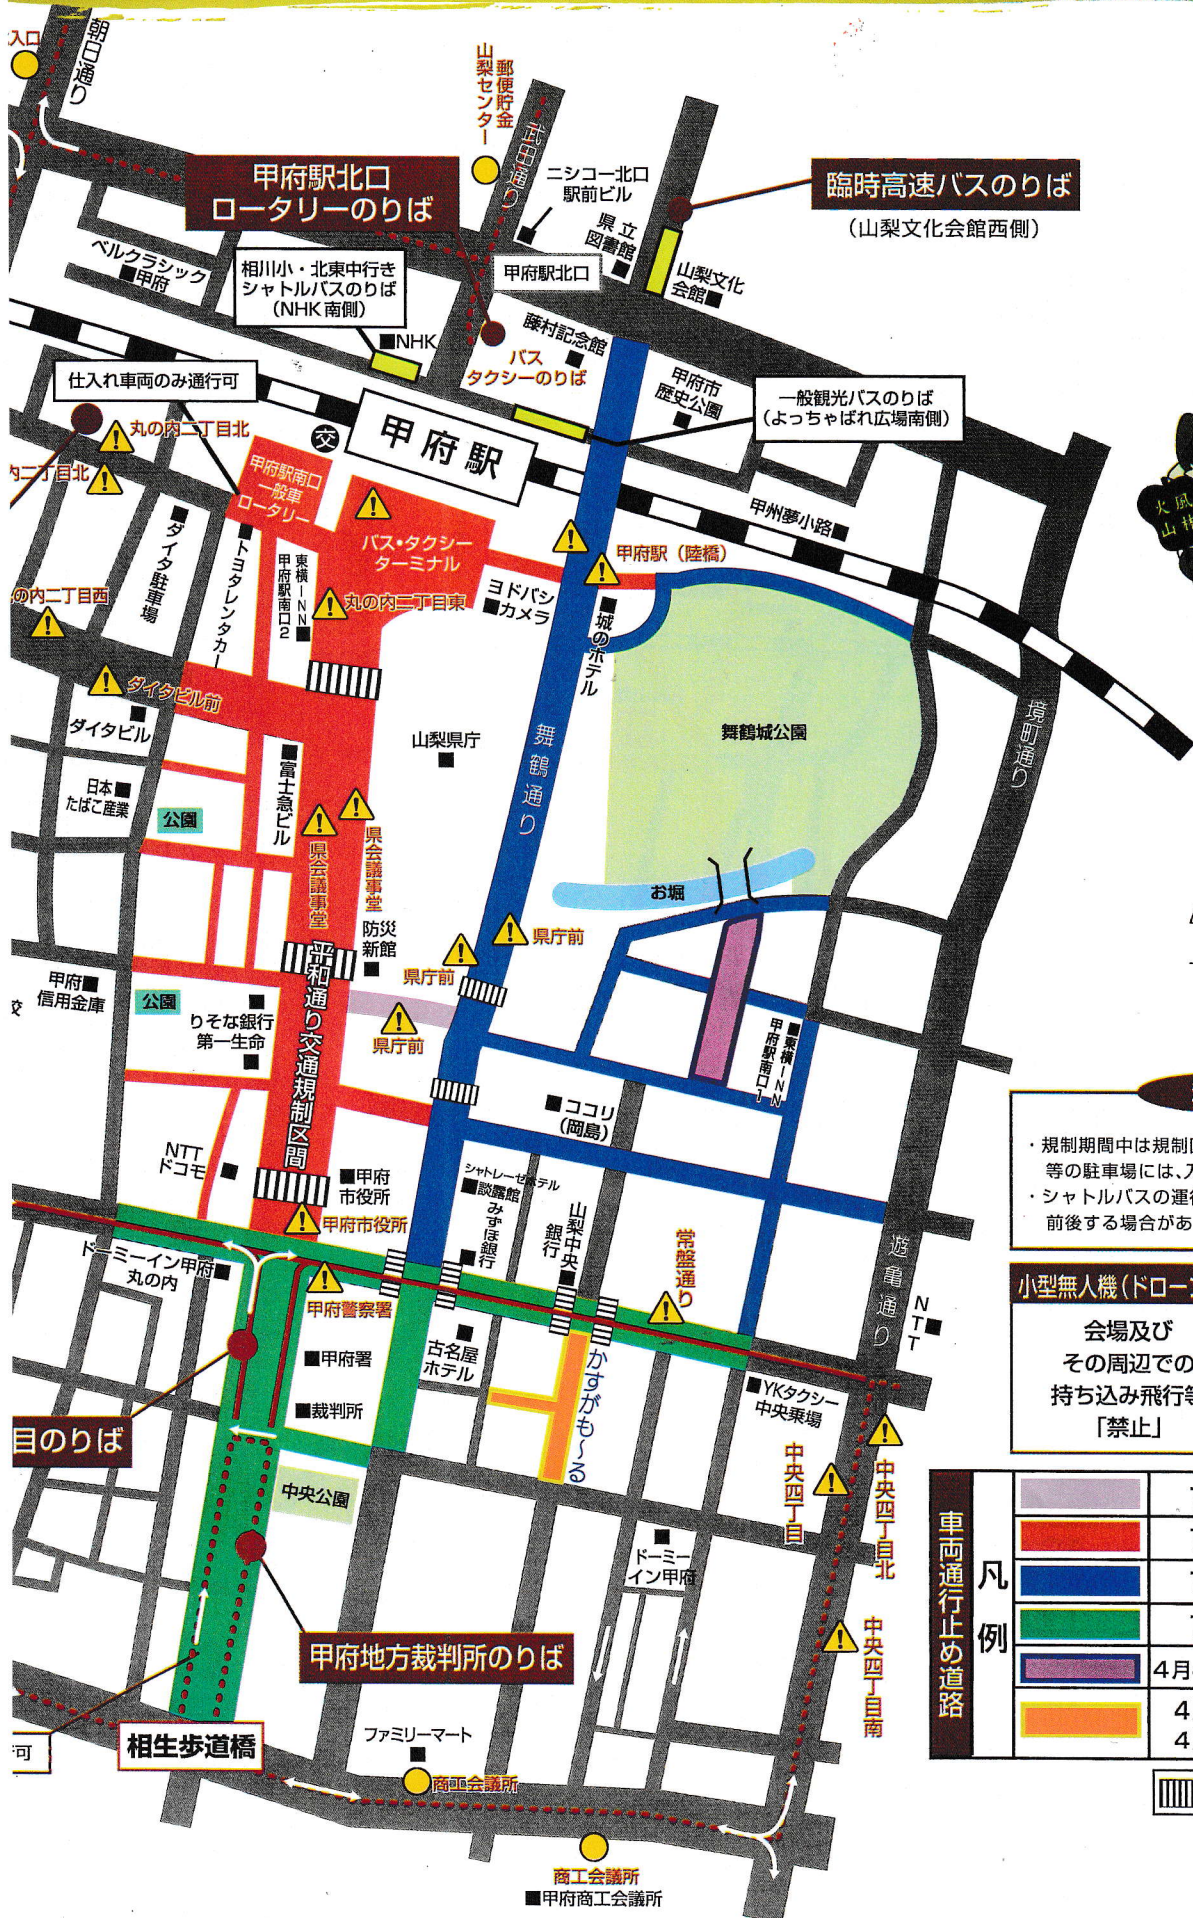 入口
朝日通り
郵便貯金
山梨センター
武田通り
甲府駅北口
ロータリーのりば
ニシコー北口
駅前ビル
県立
図書館
臨時高速バスのりば
(山梨文化会館西側)
ベルクラシック
■甲府
相川小・北東中行き
シャトルバスのりば
(NHK南側)
甲府駅北口
山梨文化
会館■
■NHK
藤村記念館
バス
タクシーのりば
仕入れ車両のみ通行可
甲府市
歴史公園
一般観光バスのりば
(よっちゃばれ広場南側)
丸の内二丁目北
内二丁目北
交
甲府駅
甲府駅南口
一般車
ロータリー
甲州夢小路■
■ダイタ駐車場
■トヨタレンタカー
東横INN■
甲府駅南口2
バス・タクシー
ターミナル
甲府駅(陸橋)
ヨドバシ
■カメラ
丸の内二丁目東
の内二丁目西
■城のホテル
ダイタビル前
ダイタビル
山梨県庁
舞鶴通り
舞鶴城公園
境町通り
日本■
たばこ産業
■富士急ビル
公園
県会議事堂
県会議事堂
お堀
防災
新館
県庁前
県庁前
県庁前
甲府■
信用金庫
公園
りそな銀行
第一生命
平和通り交通規制区間
■東横INN
甲府駅南口1
■ココリ
(岡島)
NTT
ドコモ
■甲府
市役所
シャトレーゼホテル
■談露館
みずほ銀行
山梨中央
銀行
甲府市役所
常盤通り
遊亀通り
NTT
ドーミーイン甲府■
丸の内
甲府警察署
■甲府署
古名屋
ホテル
かすがも〜る
■YKタクシー
中央乗場
■裁判所
目のりば
中央公園
中央四丁目
中央四丁目北
ドーミー
イン甲府
中央四丁目南
甲府地方裁判所のりば
相生歩道橋
可
ファミリーマート
商工会議所
商工会議所
■甲府商工会議所
火 風
山 林
・規制期間中は規制
等の駐車場には、
・シャトルバスの運
前後する場合があ
小型無人機(ドロー
会場及び
その周辺での
持ち込み飛行
「禁止」
車両通行止め道路
凡例
4月
4
4